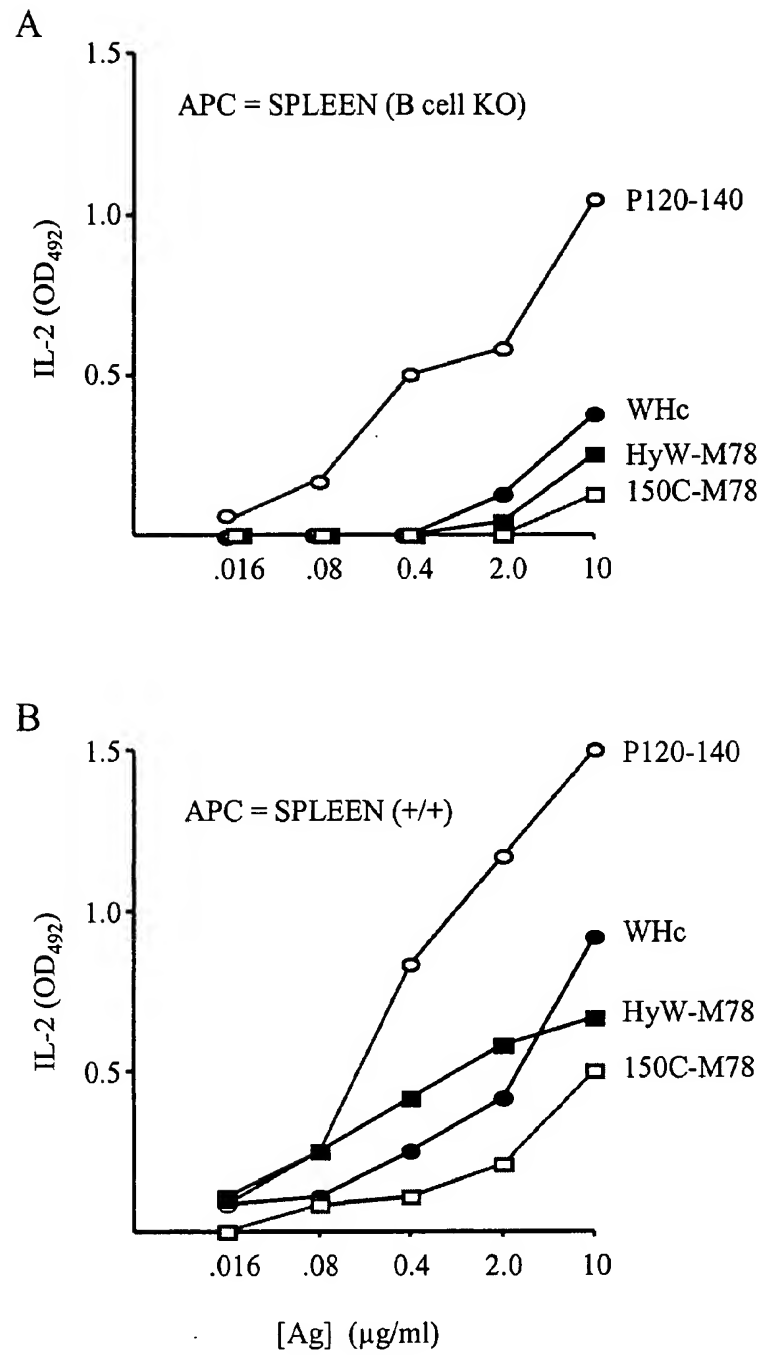 A
1.5
APC = SPLEEN (B cell KO)
P120-140
1.0
IL-2 (OD492)
0.5
WHc
HyW-M78
150C-M78
.016 .08 0.4 2.0 10
B
1.5
P120-140
APC = SPLEEN (+/+)
1.0
WHc
IL-2 (OD492)
HyW-M78
0.5
150C-M78
.016 .08 0.4 2.0 10
[Ag] (µg/ml)